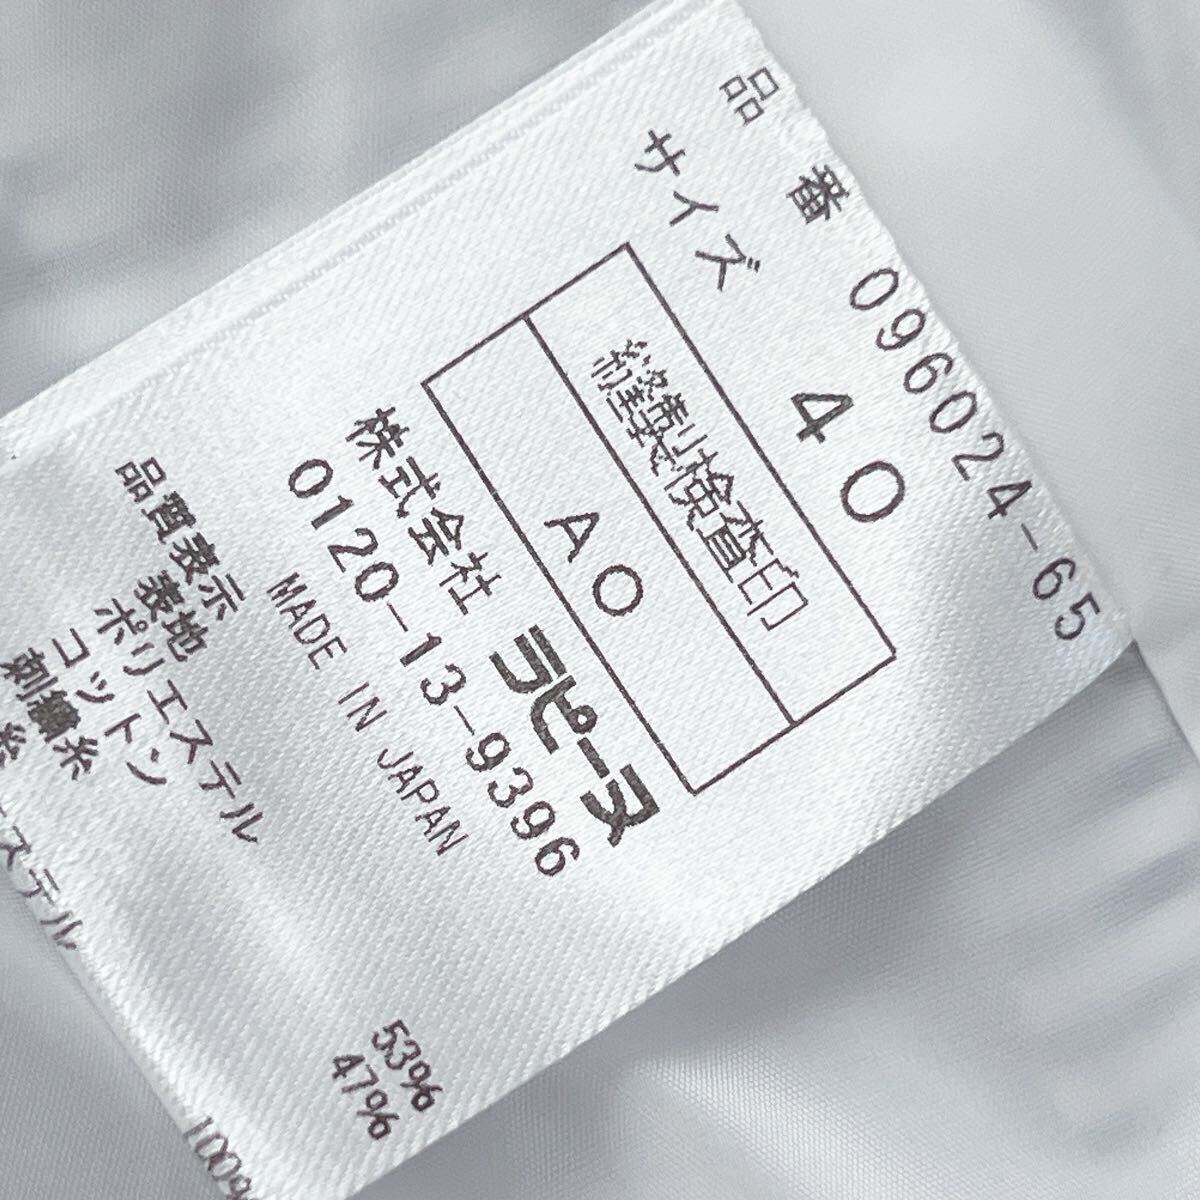 品番 096024-65
サイズ 40
縫製検査印
AO
株式会社 ラピーヌ
0120-13-9396
MADE IN JAPAN
品質表示
表地
ポリエステル 53%
コットン 47%
刺繍糸
100%